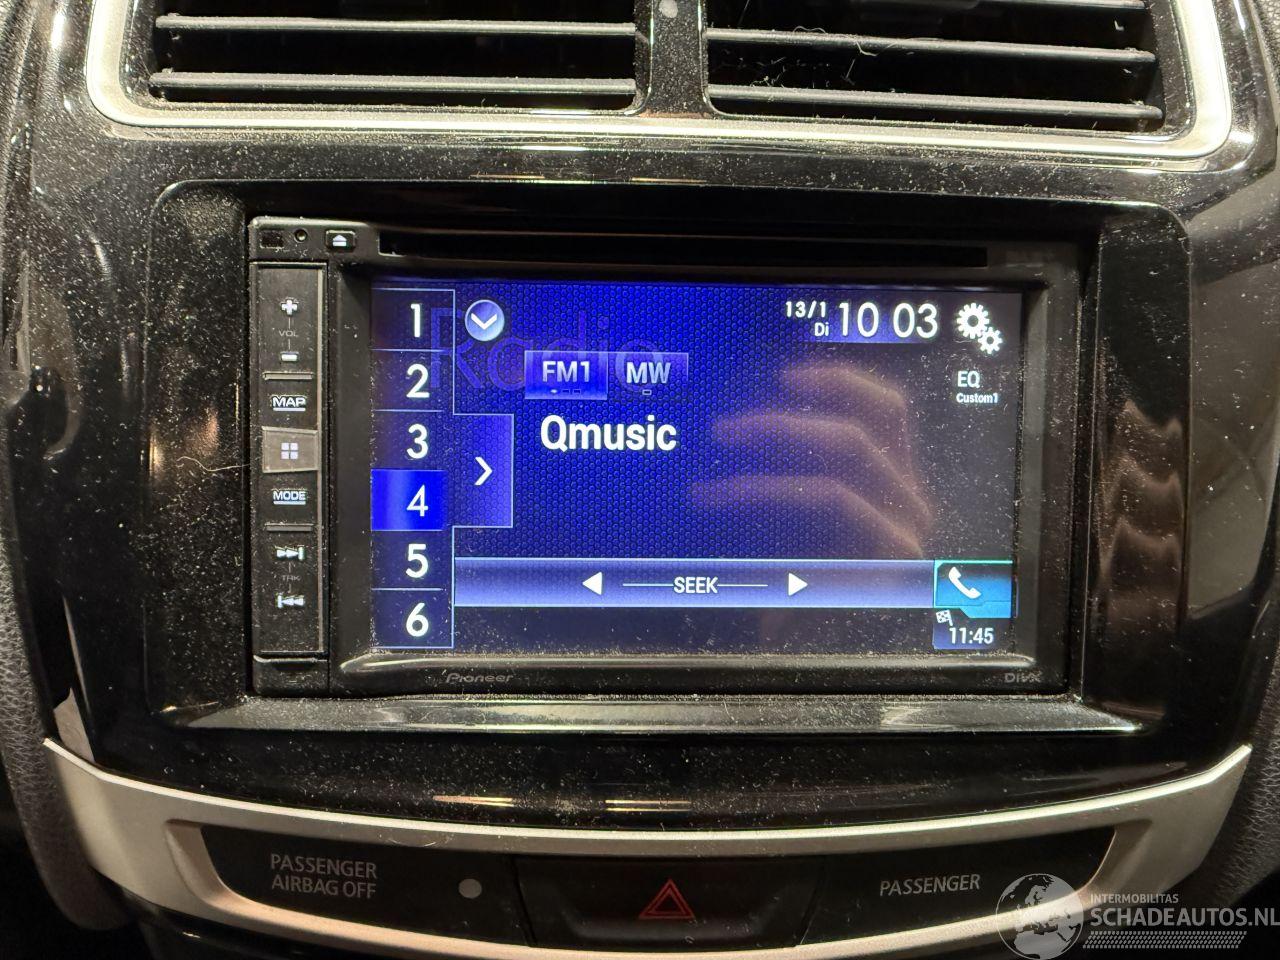 1
2
3
4
5
6
Radio
13/1
Di
10 03
FM1
MW
EQ
Custom1
Qmusic
SEEK
11:45
VOL
MAP
MODE
TRK
Pioneer
DIVX
PASSENGER
AIRBAG OFF
PASSENGER
INTERMOBILITAS
SCHADEAUTOS.NL